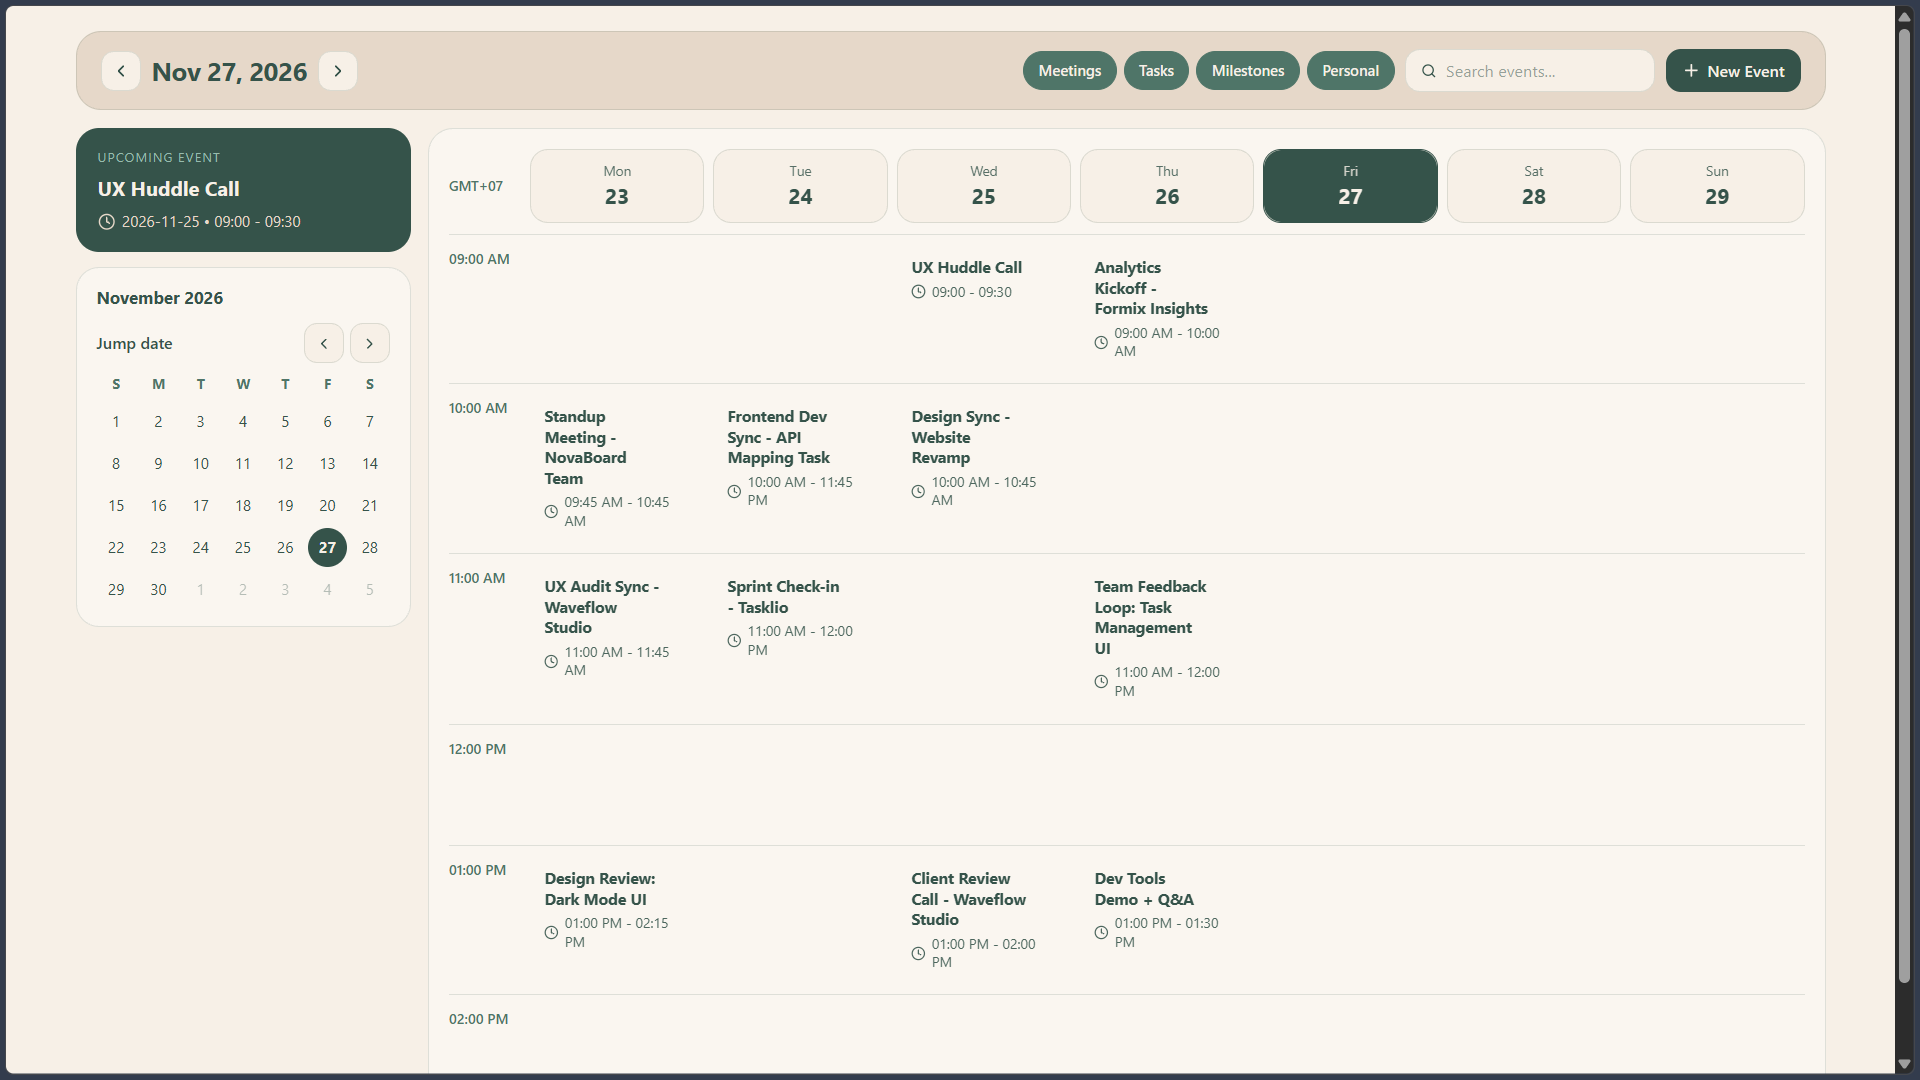 Nov 27, 2026
Meetings
Tasks
Milestones
Personal
Search events...
New Event
UPCOMING EVENT
UX Huddle Call
2026-11-25 • 09:00 - 09:30
November 2026
Jump date
S M T W T F S
1 2 3 4 5 6 7
8 9 10 11 12 13 14
15 16 17 18 19 20 21
22 23 24 25 26 27 28
29 30 1 2 3 4 5
GMT+07
Mon
23
Tue
24
Wed
25
Thu
26
Fri
27
Sat
28
Sun
29
09:00 AM
UX Huddle Call
09:00 - 09:30
Analytics
Kickoff -
Formix Insights
09:00 AM - 10:00
AM
10:00 AM
Standup
Meeting -
NovaBoard
Team
09:45 AM - 10:45
AM
Frontend Dev
Sync - API
Mapping Task
10:00 AM - 11:45
PM
Design Sync -
Website
Revamp
10:00 AM - 10:45
AM
11:00 AM
UX Audit Sync -
Waveflow
Studio
11:00 AM - 11:45
AM
Sprint Check-in
- Tasklio
11:00 AM - 12:00
PM
Team Feedback
Loop: Task
Management
UI
11:00 AM - 12:00
PM
12:00 PM
01:00 PM
Design Review:
Dark Mode UI
01:00 PM - 02:15
PM
Client Review
Call - Waveflow
Studio
01:00 PM - 02:00
PM
Dev Tools
Demo + Q&A
01:00 PM - 01:30
PM
02:00 PM